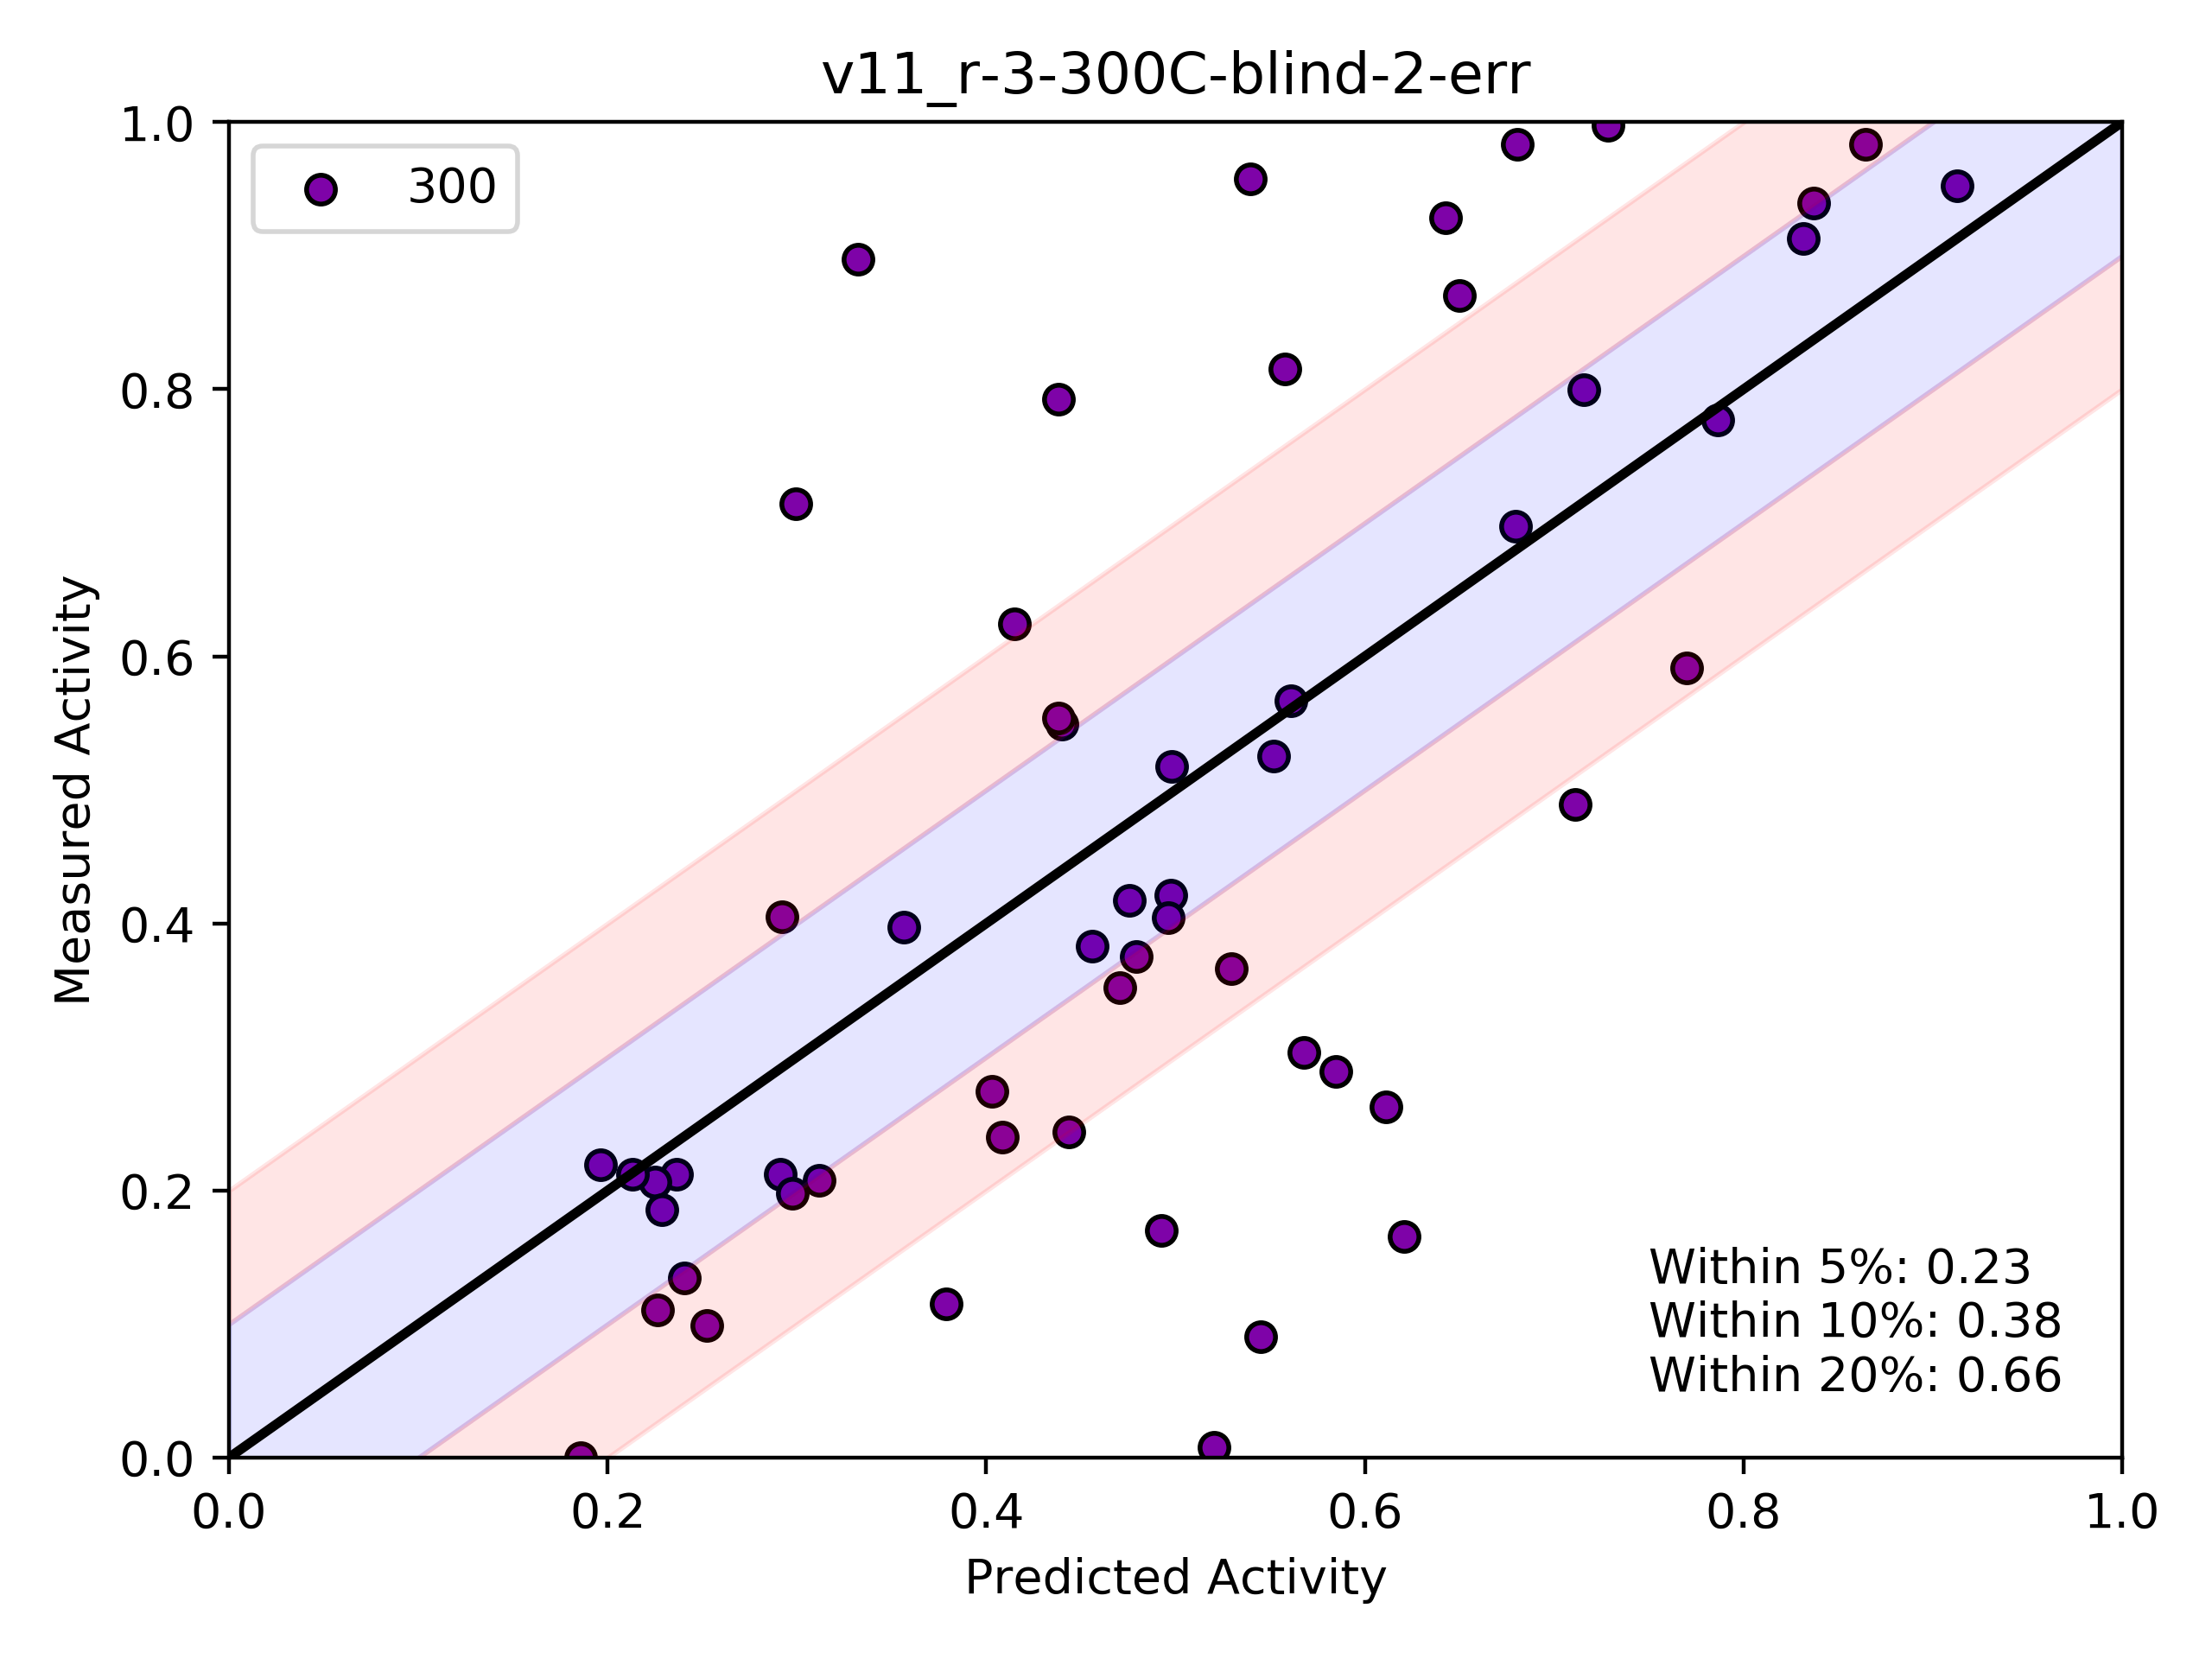 v11_r-3-300C-blind-2-err
300
Measured Activity
1.0
0.8
0.6
0.4
0.2
0.0
Within 5%: 0.23
Within 10%: 0.38
Within 20%: 0.66
0.0 0.2 0.4 0.6 0.8 1.0
Predicted Activity